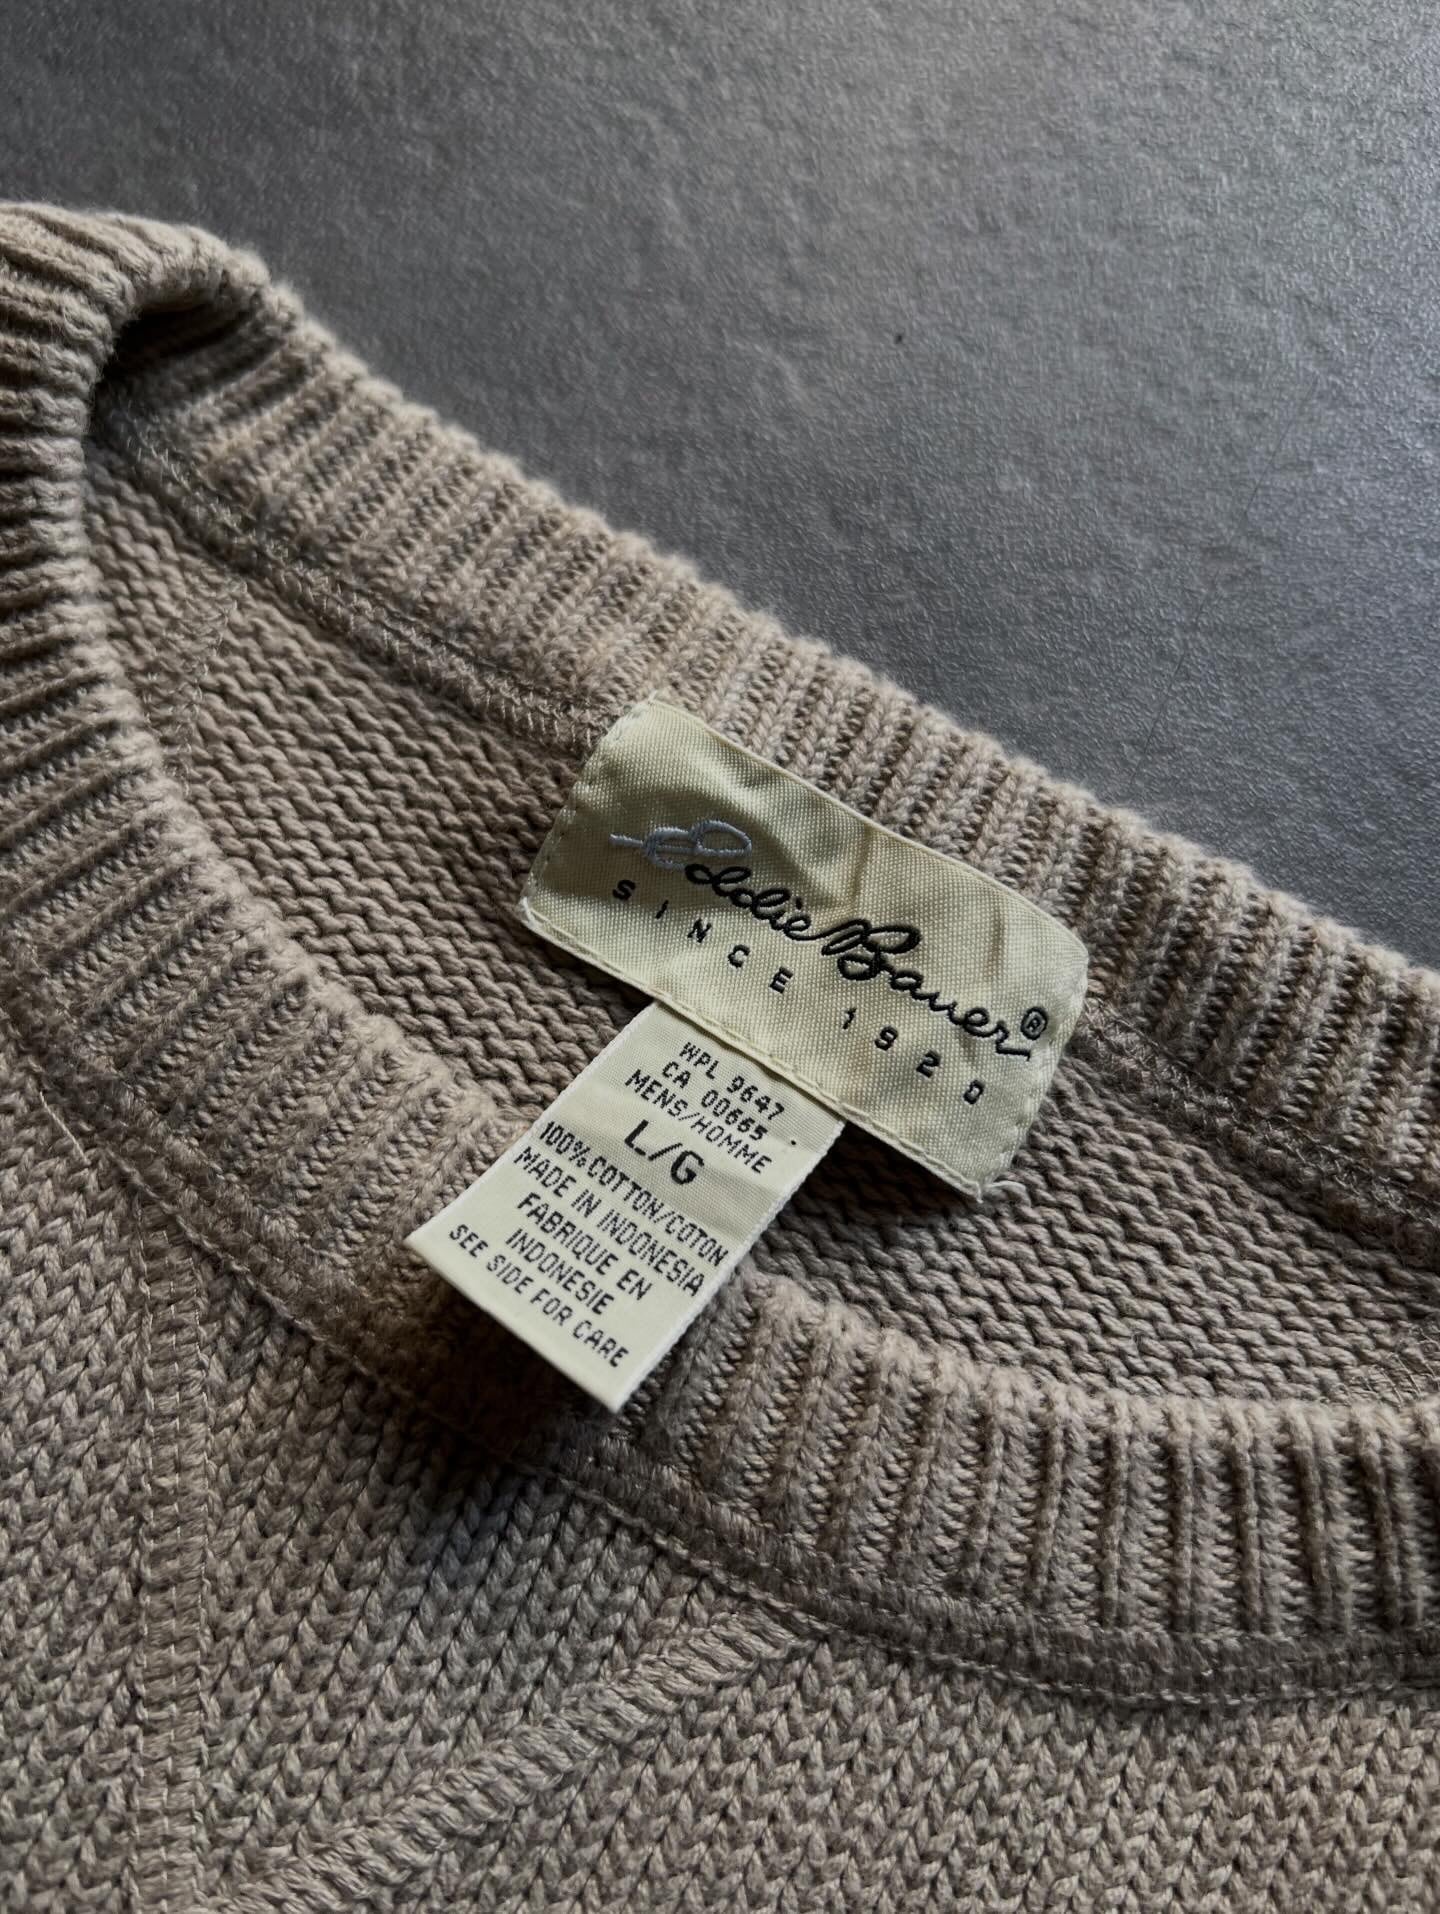 Eddie Bauer®
SINCE 1920
WPL 9647
CA 00665
MENS/HOMME
L/G
100% COTTON/COTON
MADE IN INDONESIA
FABRIQUE EN
INDONESIE
SEE SIDE FOR CARE